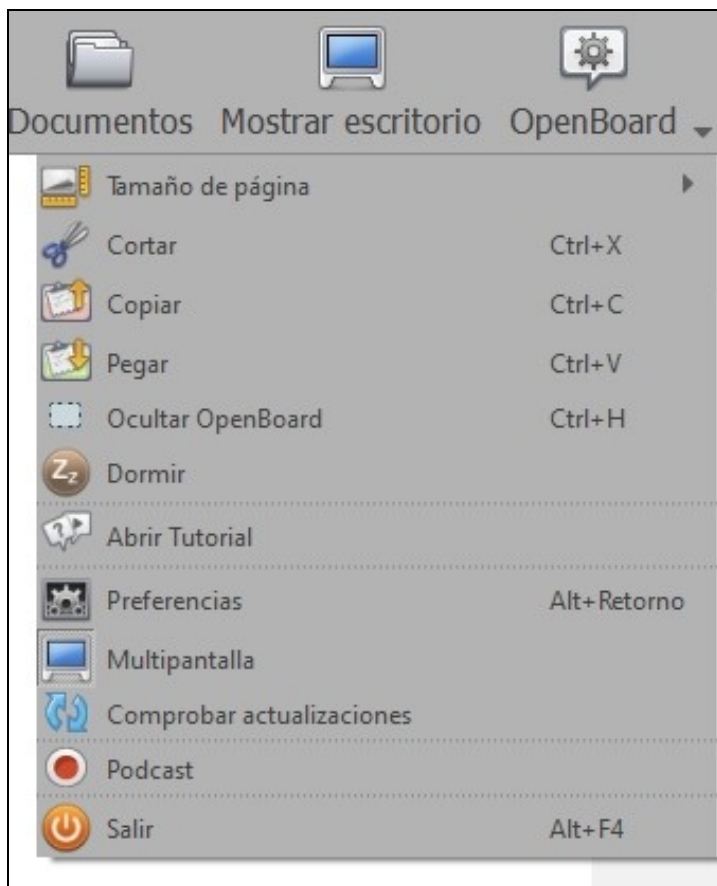 Documentos Mostrar escritorio OpenBoard
Tamaño de página
Cortar Ctrl+X
Copiar Ctrl+C
Pegar Ctrl+V
Ocultar OpenBoard Ctrl+H
Zz Dormir
Abrir Tutorial
Preferencias Alt+Retorno
Multipantalla
Comprobar actualizaciones
Podcast
Salir Alt+F4